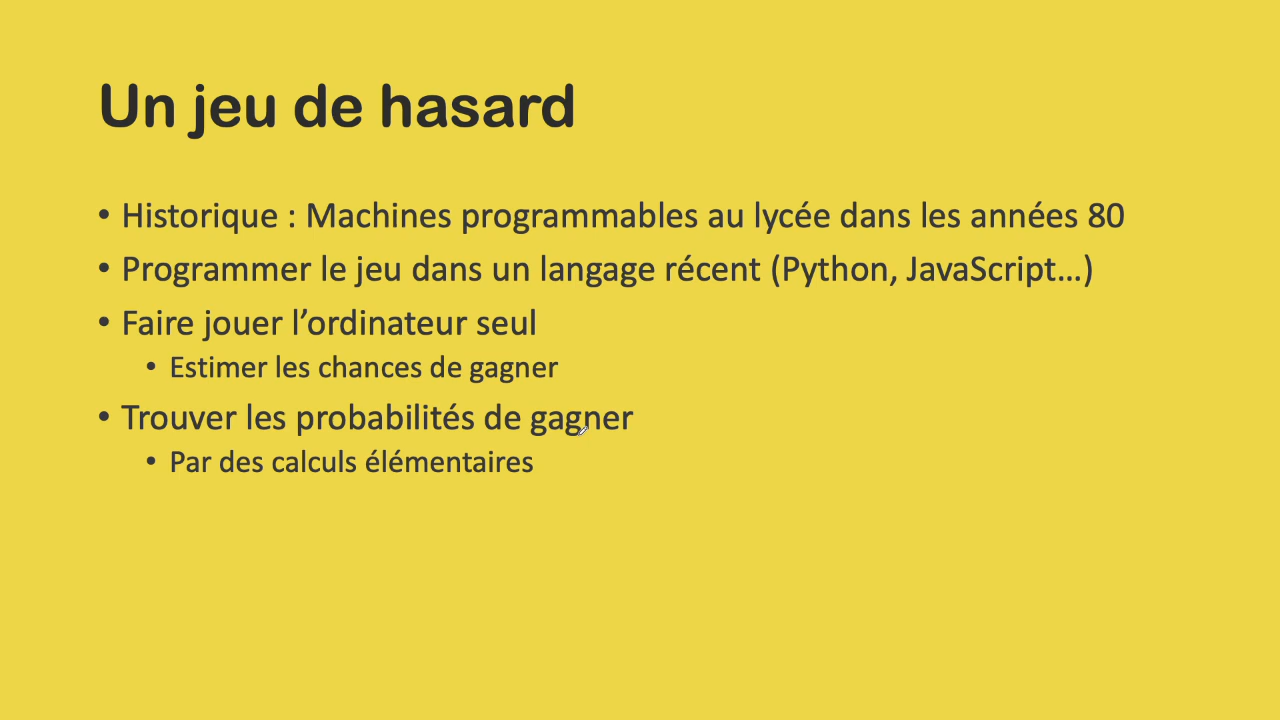 Un jeu de hasard
• Historique : Machines programmables au lycée dans les années 80
• Programmer le jeu dans un langage récent (Python, JavaScript…)
• Faire jouer l’ordinateur seul
• Estimer les chances de gagner
• Trouver les probabilités de gagner
• Par des calculs élémentaires